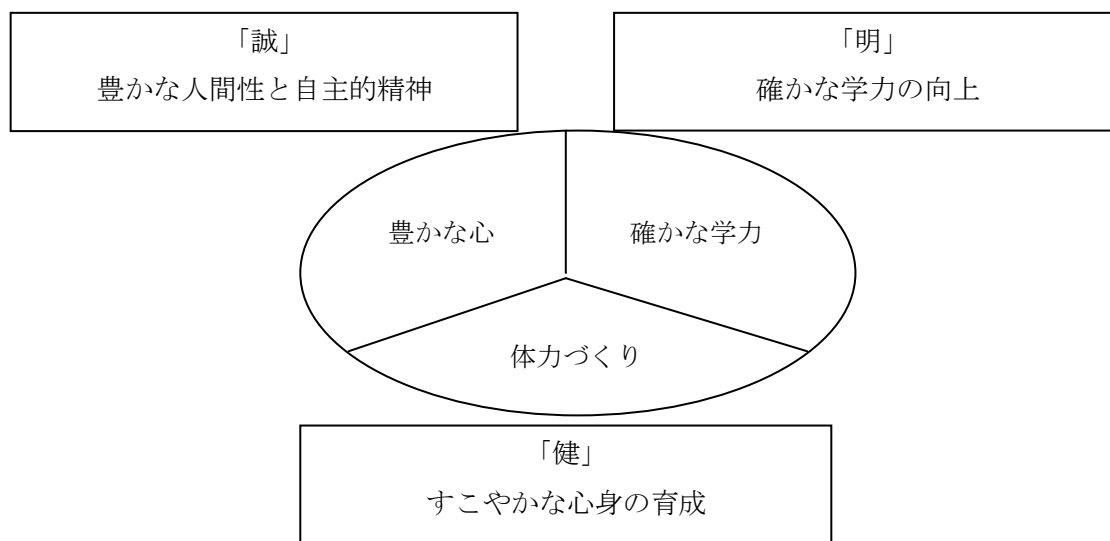 「誠」
豊かな人間性と自主的精神
「明」
確かな学力の向上
豊かな心
確かな学力
体力づくり
「健」
すこやかな心身の育成